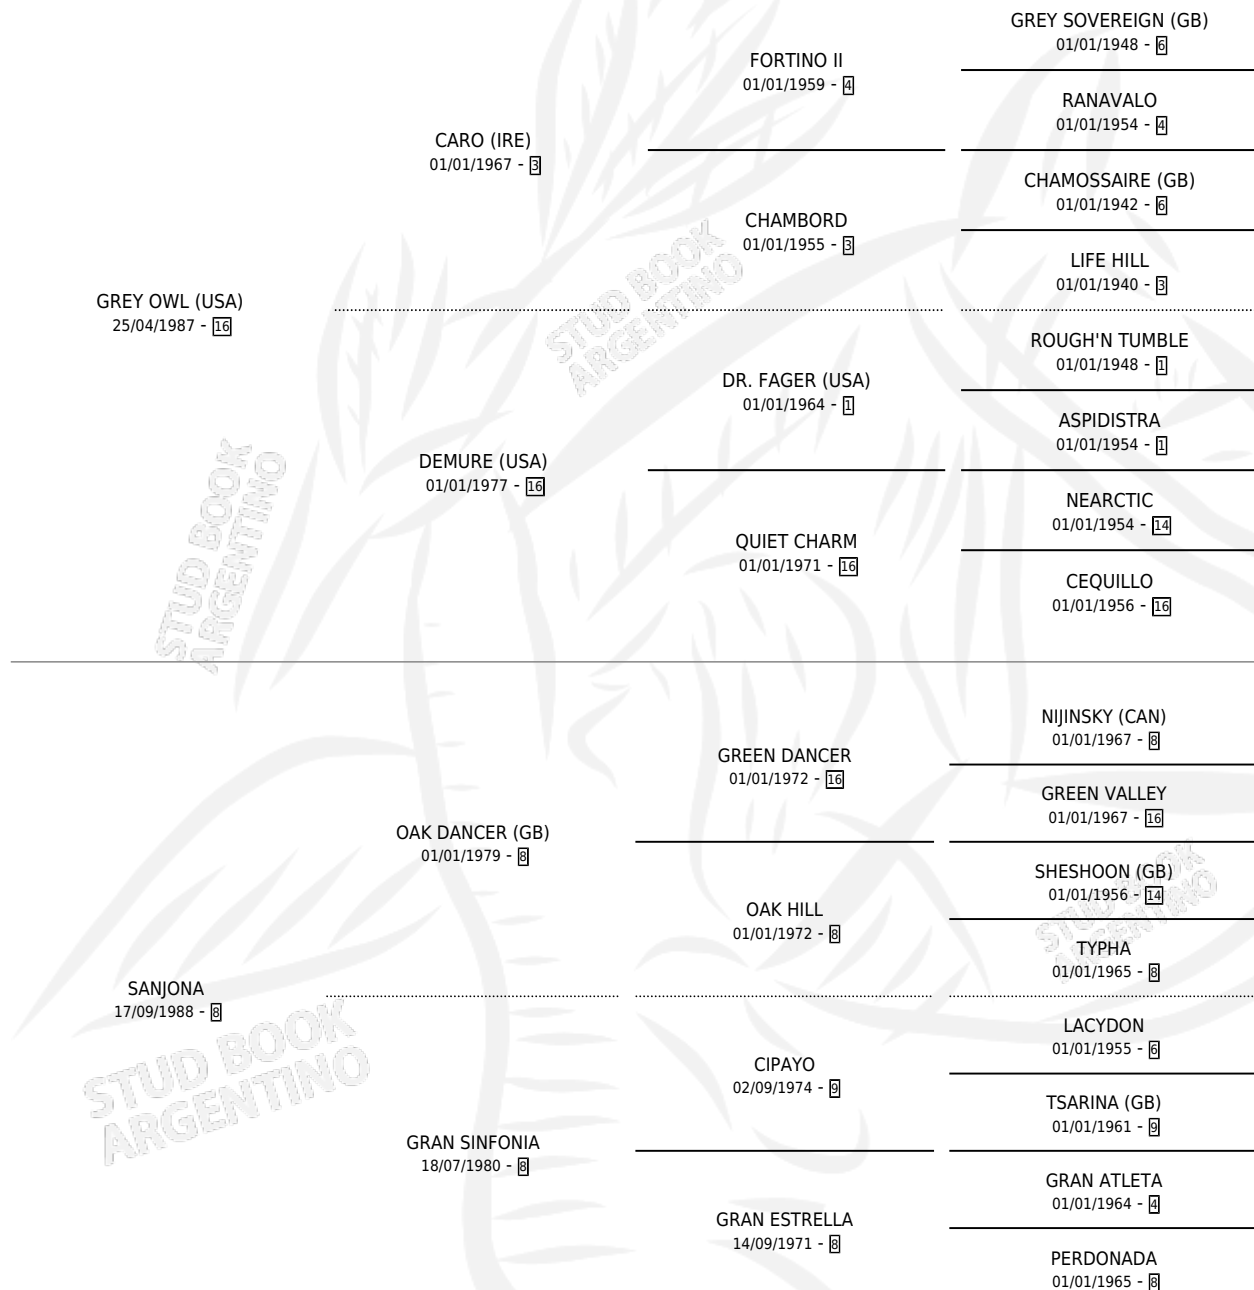 GREY SOVEREIGN (GB)
01/01/1948 - 6
FORTINO II
01/01/1959 - 4
RANAVALO
01/01/1954 - 4
CARO (IRE)
01/01/1967 - 3
CHAMOSSAIRE (GB)
01/01/1942 - 6
CHAMBORD
01/01/1955 - 3
LIFE HILL
01/01/1940 - 3
GREY OWL (USA)
25/04/1987 - 16
ROUGH'N TUMBLE
01/01/1948 - 1
DR. FAGER (USA)
01/01/1964 - 1
ASPIDISTRA
01/01/1954 - 1
DEMURE (USA)
01/01/1977 - 16
NEARCTIC
01/01/1954 - 14
QUIET CHARM
01/01/1971 - 16
CEQUILLO
01/01/1956 - 16
STUD BOOK
ARGENTINO
STUD BOOK
ARGENTINO
NIJINSKY (CAN)
01/01/1967 - 8
GREEN DANCER
01/01/1972 - 16
GREEN VALLEY
01/01/1967 - 16
OAK DANCER (GB)
01/01/1979 - 8
SHESHOON (GB)
01/01/1956 - 14
OAK HILL
01/01/1972 - 8
TYPHA
01/01/1965 - 8
STUD BOOK
ARGENTINO
SANJONA
17/09/1988 - 8
LACYDON
01/01/1955 - 6
CIPAYO
02/09/1974 - 9
TSARINA (GB)
01/01/1961 - 9
GRAN SINFONIA
18/07/1980 - 8
GRAN ATLETA
01/01/1964 - 4
GRAN ESTRELLA
14/09/1971 - 8
PERDONADA
01/01/1965 - 8
STUD BOOK
ARGENTINO